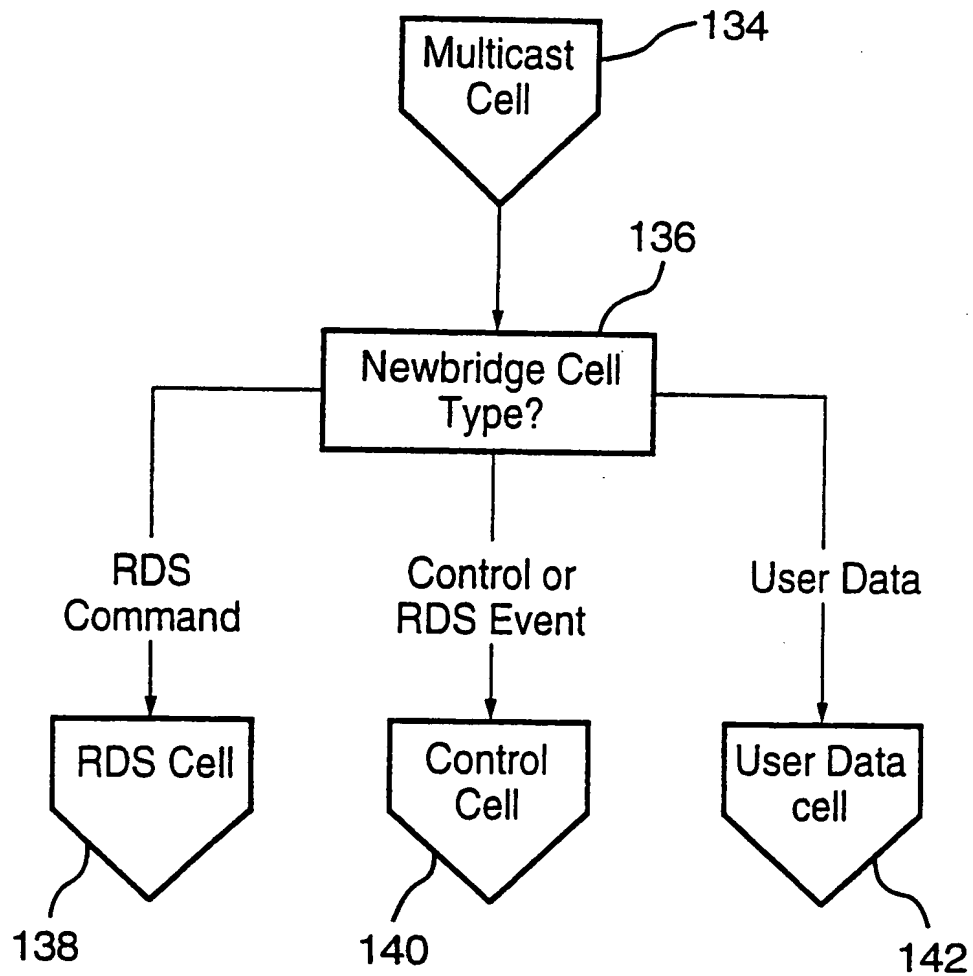 134
Multicast
Cell
136
Newbridge Cell
Type?
RDS
Command
Control or
RDS Event
User Data
RDS Cell
Control
Cell
User Data
cell
138
140
142